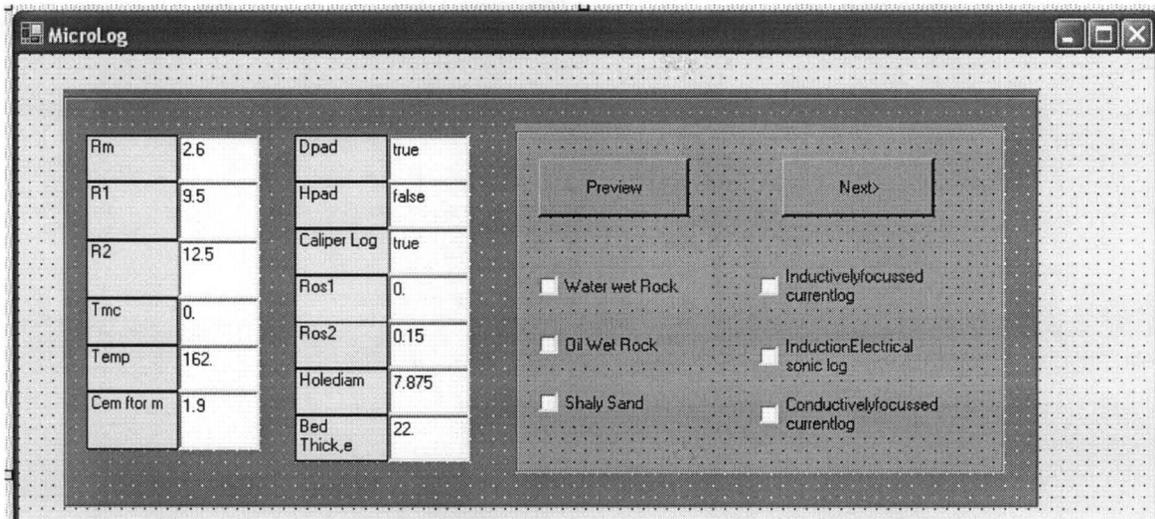 MicroLog
Rm 2.6
R1 9.5
R2 12.5
Tmc 0.
Temp 162.
Cem ftor m 1.9
Dpad true
Hpad false
Caliper Log true
Ros1 0.
Ros2 0.15
Holediam 7.875
Bed
Thick,e 22.
Preview
Next>
Water wet Rock
Oil Wet Rock
Shaly Sand
Inductivelyfocussed
currentlog
InductionElectrical
sonic log
Conductivelyfocussed
currentlog